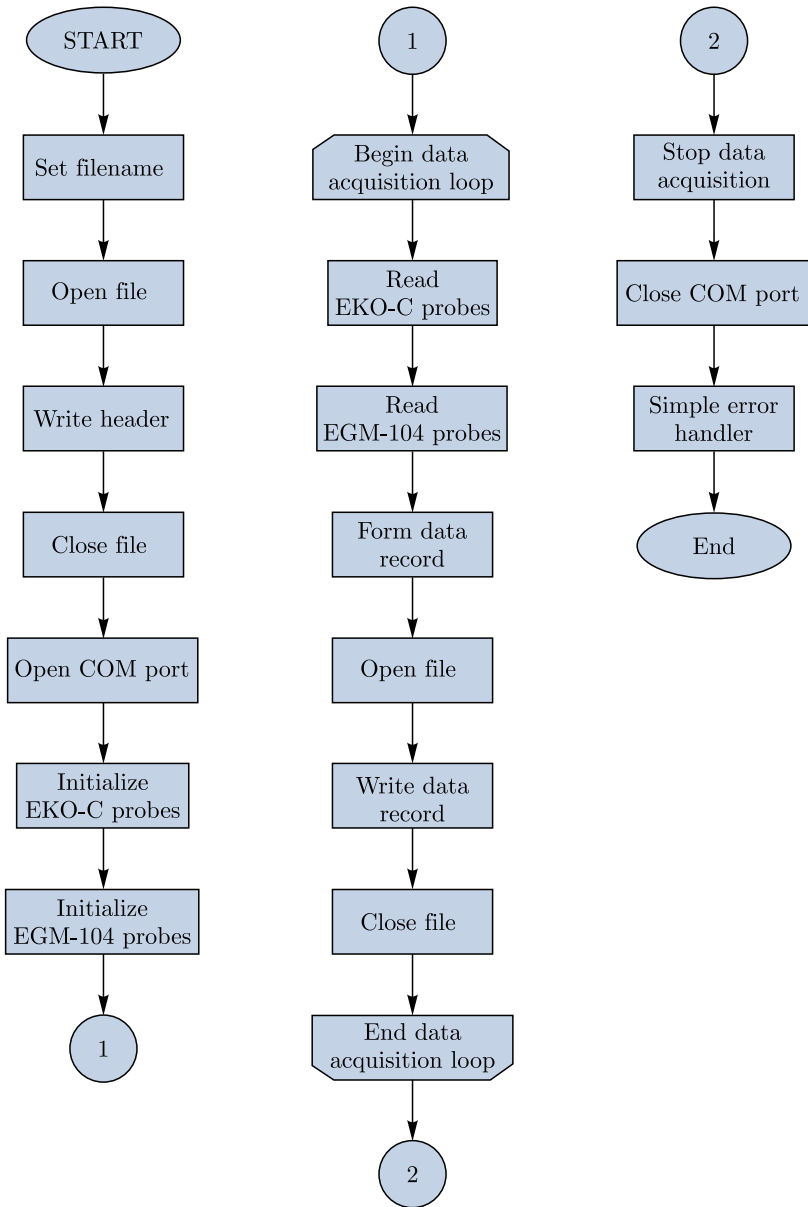 START
Set filename
Open file
Write header
Close file
Open COM port
Initialize
EKO-C probes
Initialize
EGM-104 probes
1
1
Begin data
acquisition loop
Read
EKO-C probes
Read
EGM-104 probes
Form data
record
Open file
Write data
record
Close file
End data
acquisition loop
2
2
Stop data
acquisition
Close COM port
Simple error
handler
End